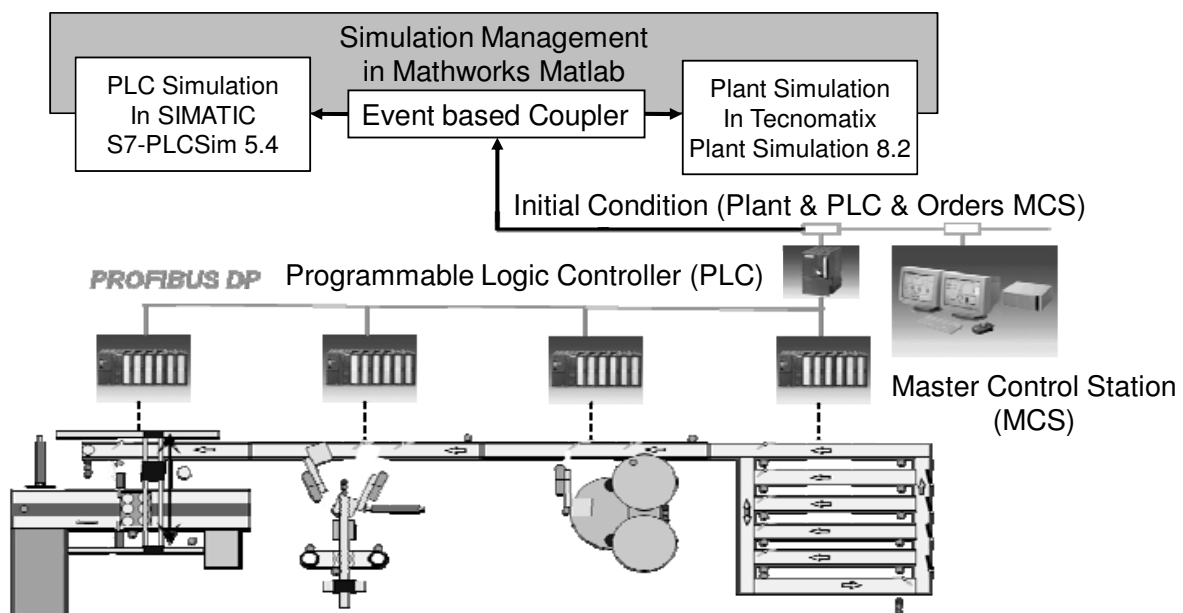 Simulation Management
in Mathworks Matlab
PLC Simulation
In SIMATIC
S7-PLCSim 5.4
Event based Coupler
Plant Simulation
In Tecnomatix
Plant Simulation 8.2
Initial Condition (Plant & PLC & Orders MCS)
PROFIBUS DP
Programmable Logic Controller (PLC)
Master Control Station
(MCS)